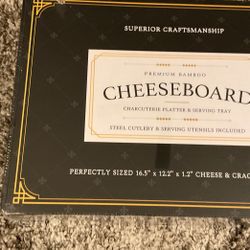 SUPERIOR CRAFTSMANSHIP
PREMIUM BAMBOO
CHEESEBOARD
CHARCUTERIE PLATTER & SERVING TRAY
STEEL CUTLERY & SERVING UTENSILS INCLUDED
PERFECTLY SIZED 16.5" x 12.2" x 1.2" CHEESE & CRAC